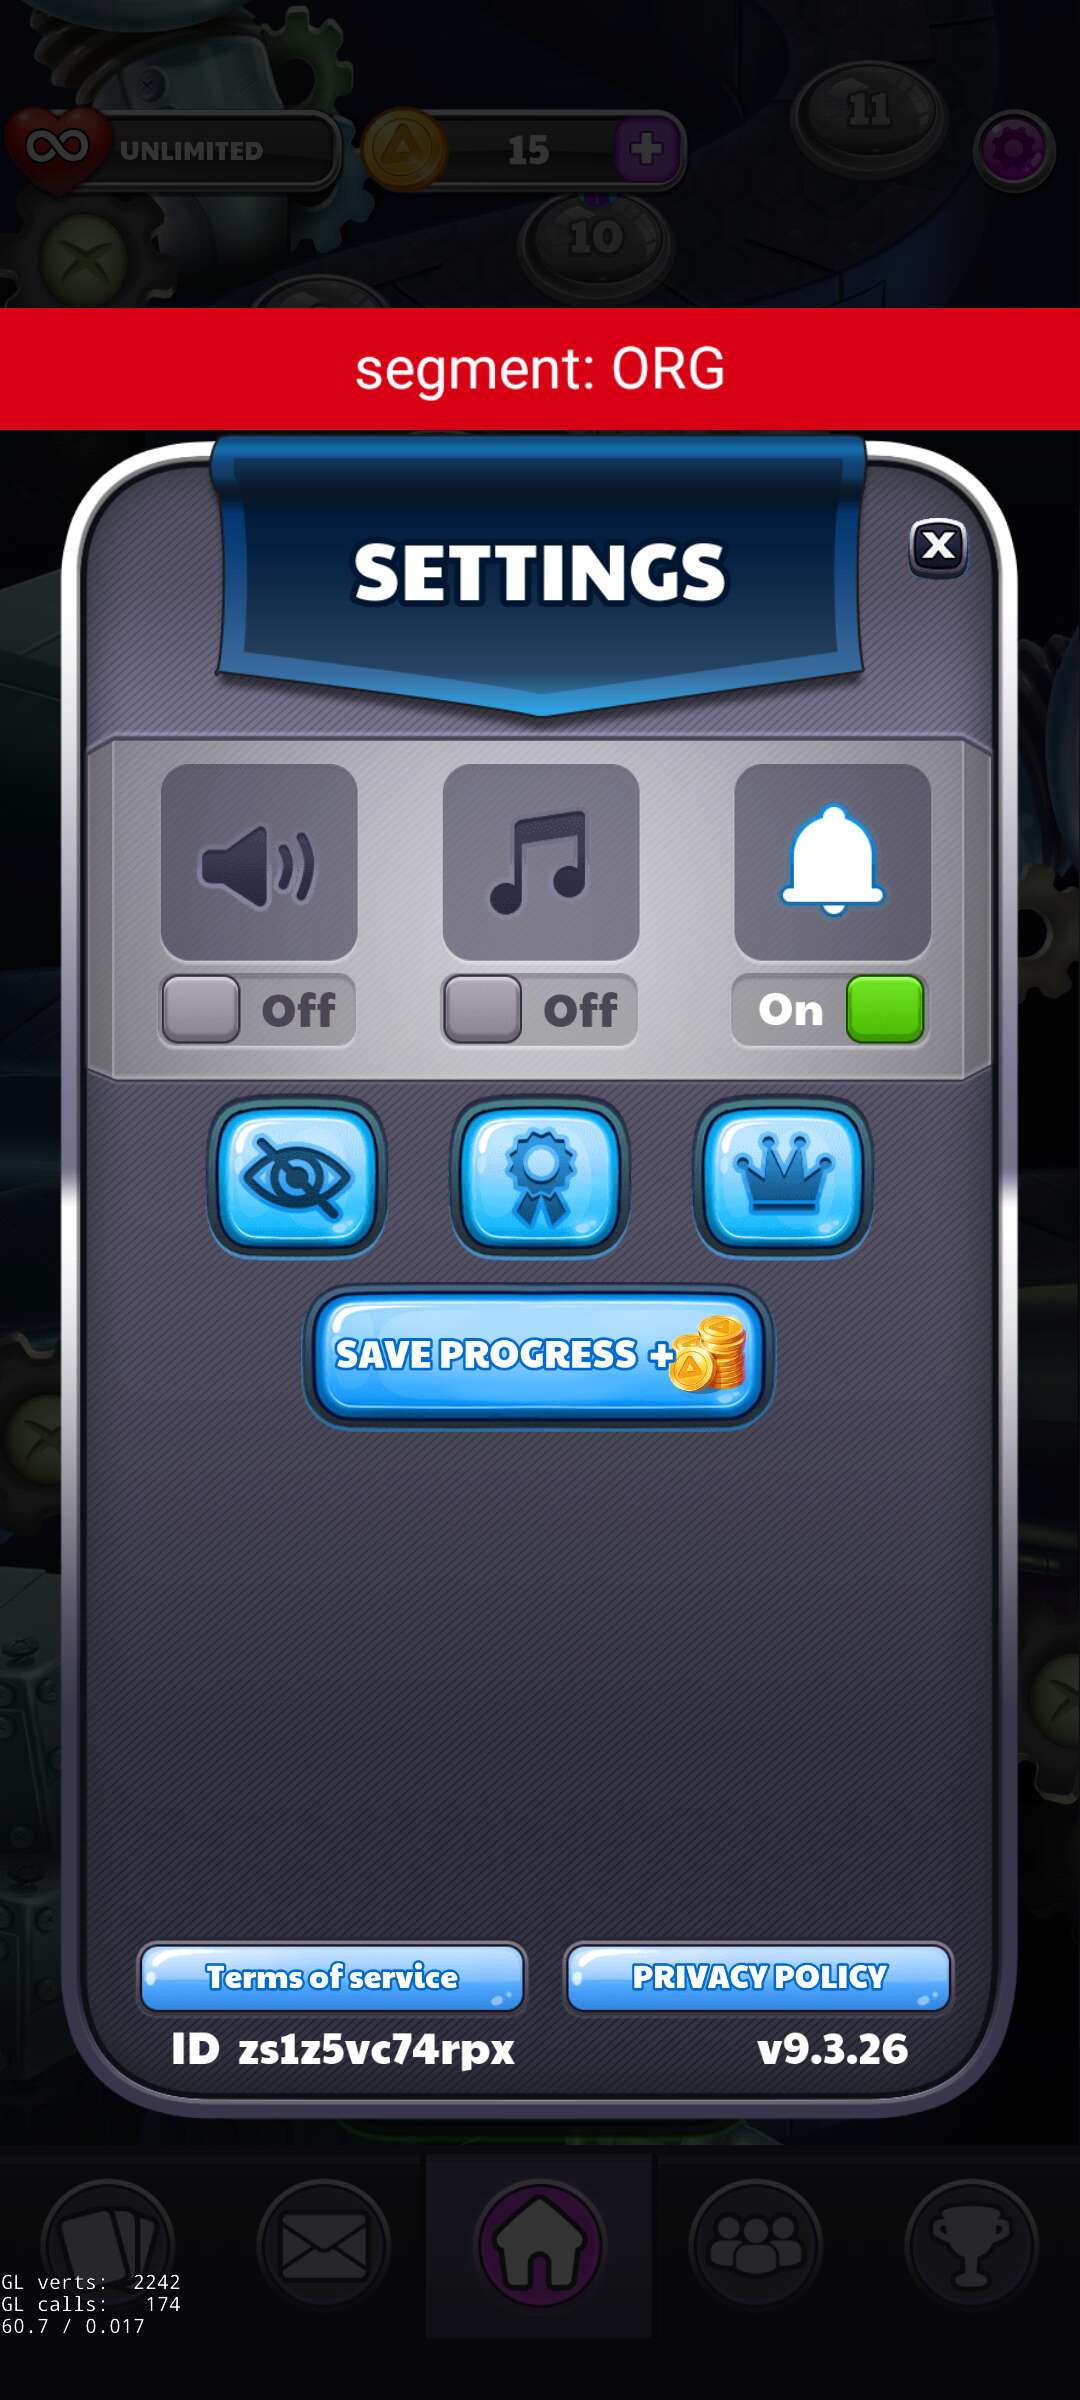 UNLIMITED
15
11
10
segment: ORG
SETTINGS
X
Off
Off
On
SAVE PROGRESS +
Terms of service
PRIVACY POLICY
ID zs1z5vc74rpx
v9.3.26
GL verts: 2242
GL calls: 174
60.7 / 0.017